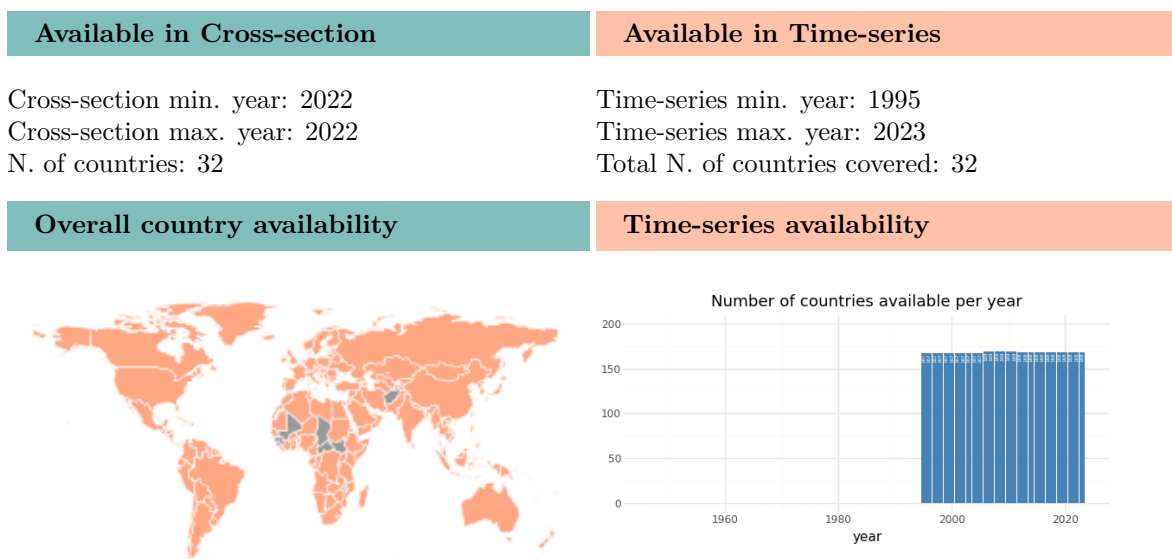 Available in Cross-section
Available in Time-series
Cross-section min. year: 2022
Cross-section max. year: 2022
N. of countries: 32
Time-series min. year: 1995
Time-series max. year: 2023
Total N. of countries covered: 32
Overall country availability
Time-series availability
Number of countries available per year
200
150
100
50
0
1960
1980
2000
2020
year